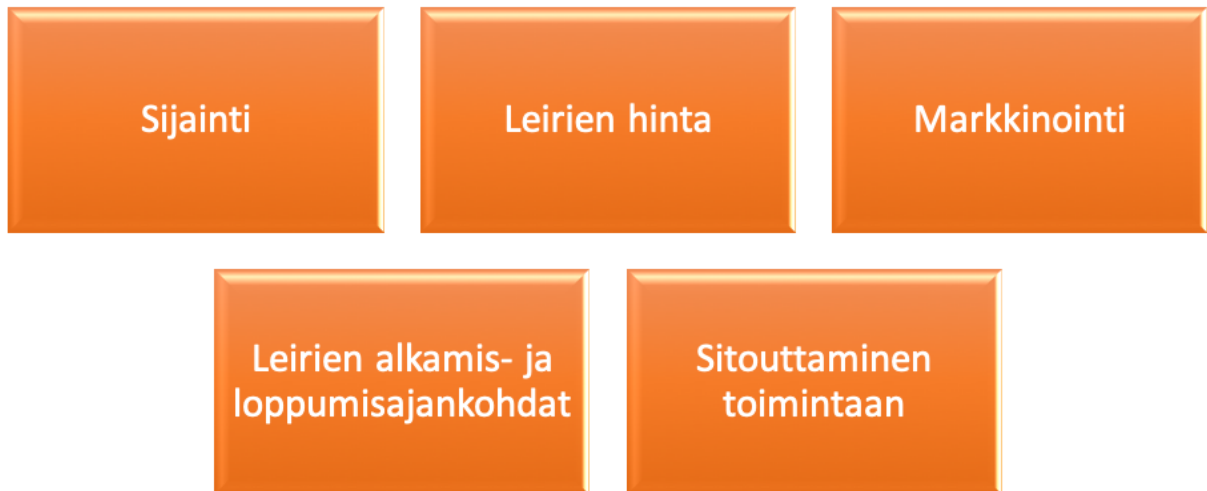 Sijainti
Leirien hinta
Markkinointi
Leirien alkamis- ja
loppumisajankohdat
Sitouttaminen
toimintaan